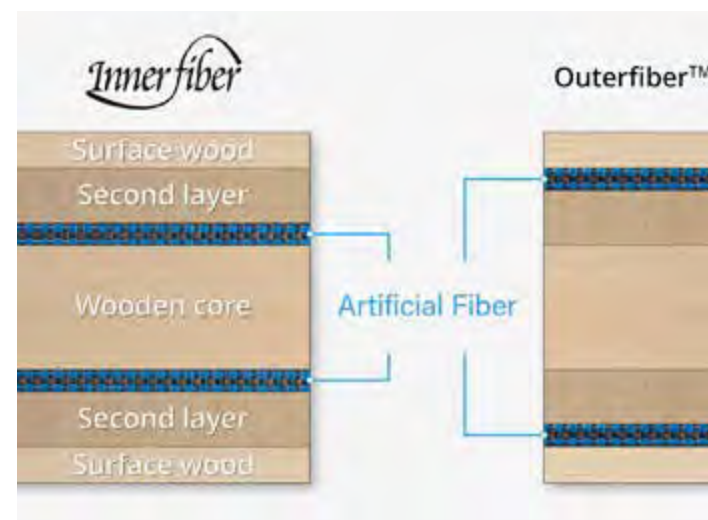 Innerfiber
Outerfiber™
Surface wood
Second layer
Wooden core
Artificial Fiber
Second layer
Surface wood